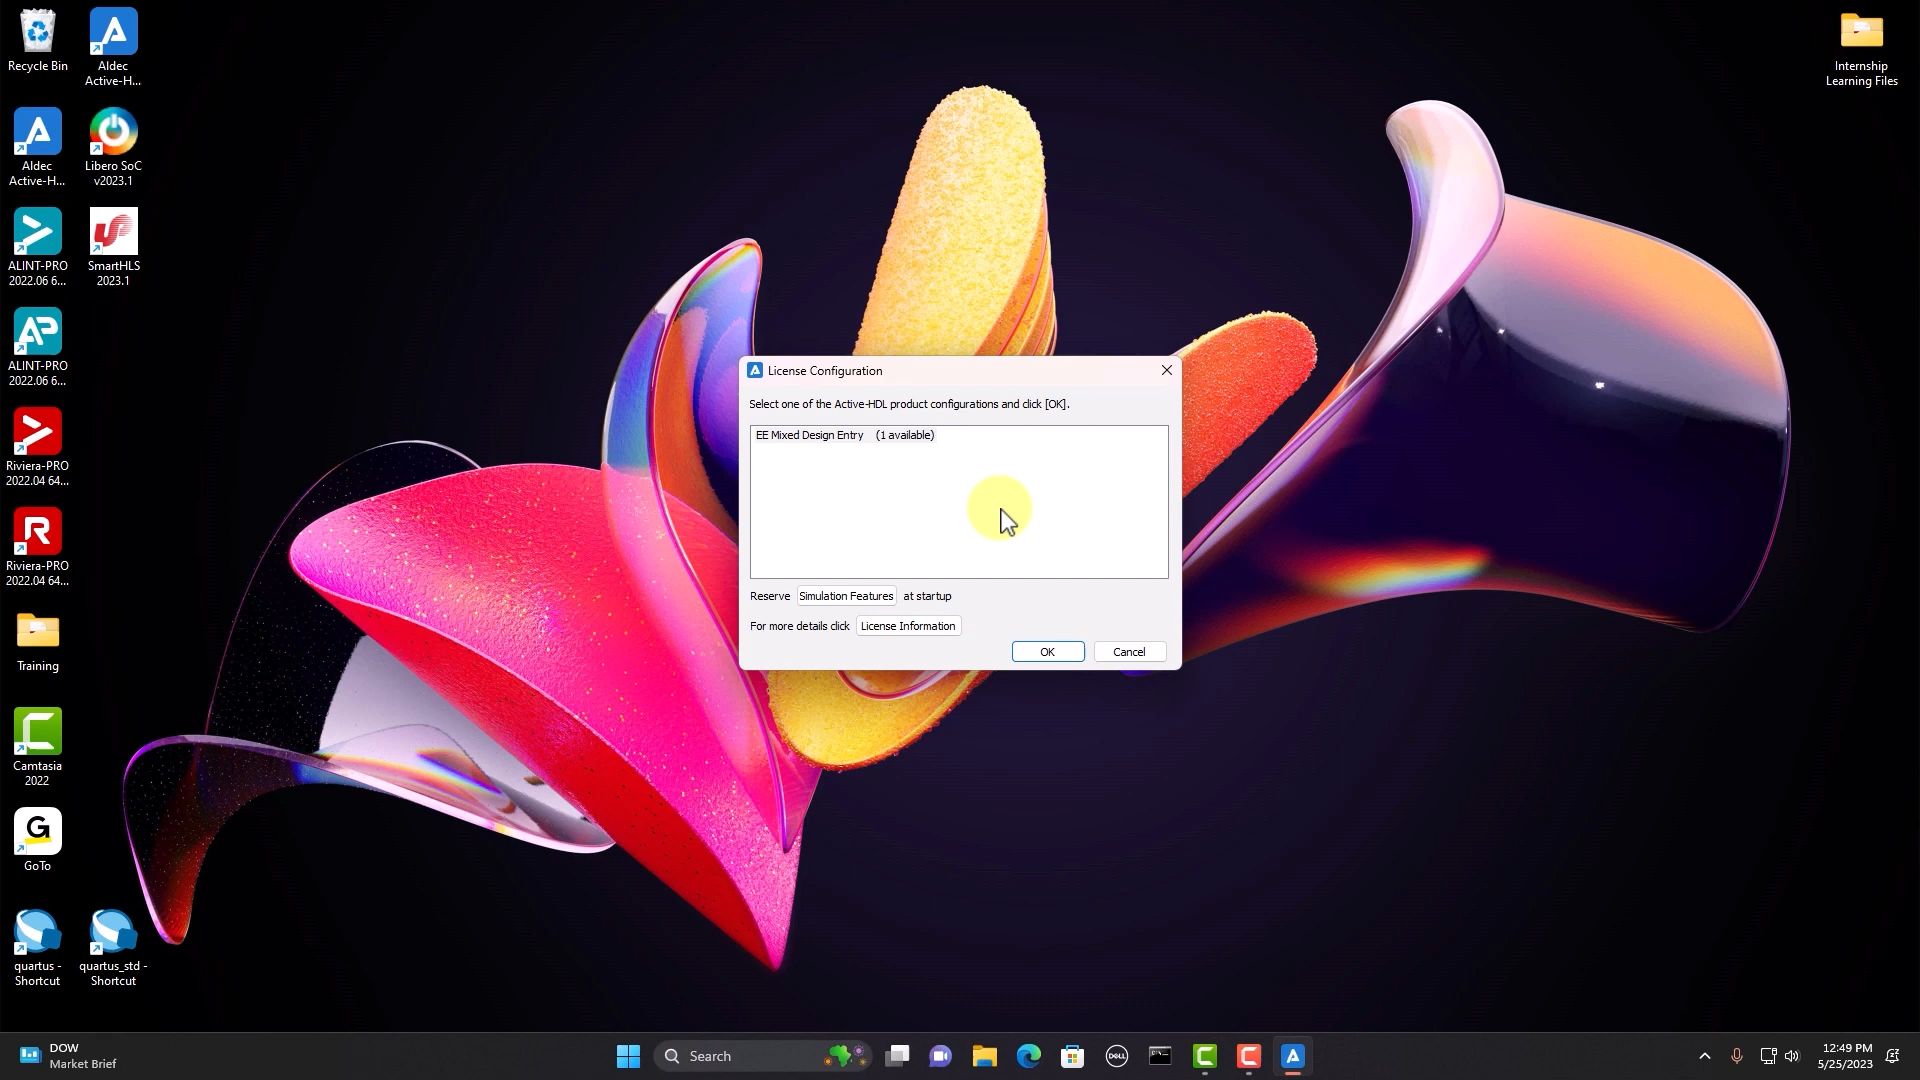 Recycle Bin
Aldec
Active-H...
Aldec
Active-H...
Libero SoC
v2023.1
ALINT-PRO
2022.06 6...
SmartHLS
2023.1
ALINT-PRO
2022.06 6...
Riviera-PRO
2022.04 64...
Riviera-PRO
2022.04 64...
Training
Camtasia
2022
GoTo
quartus -
Shortcut
quartus_std -
Shortcut
Internship
Learning Files
License Configuration
Select one of the Active-HDL product configurations and click [OK].
EE Mixed Design Entry (1 available)
Reserve Simulation Features at startup
For more details click License Information
OK Cancel
DOW
Market Brief
Search
DELL
12:49 PM
5/25/2023